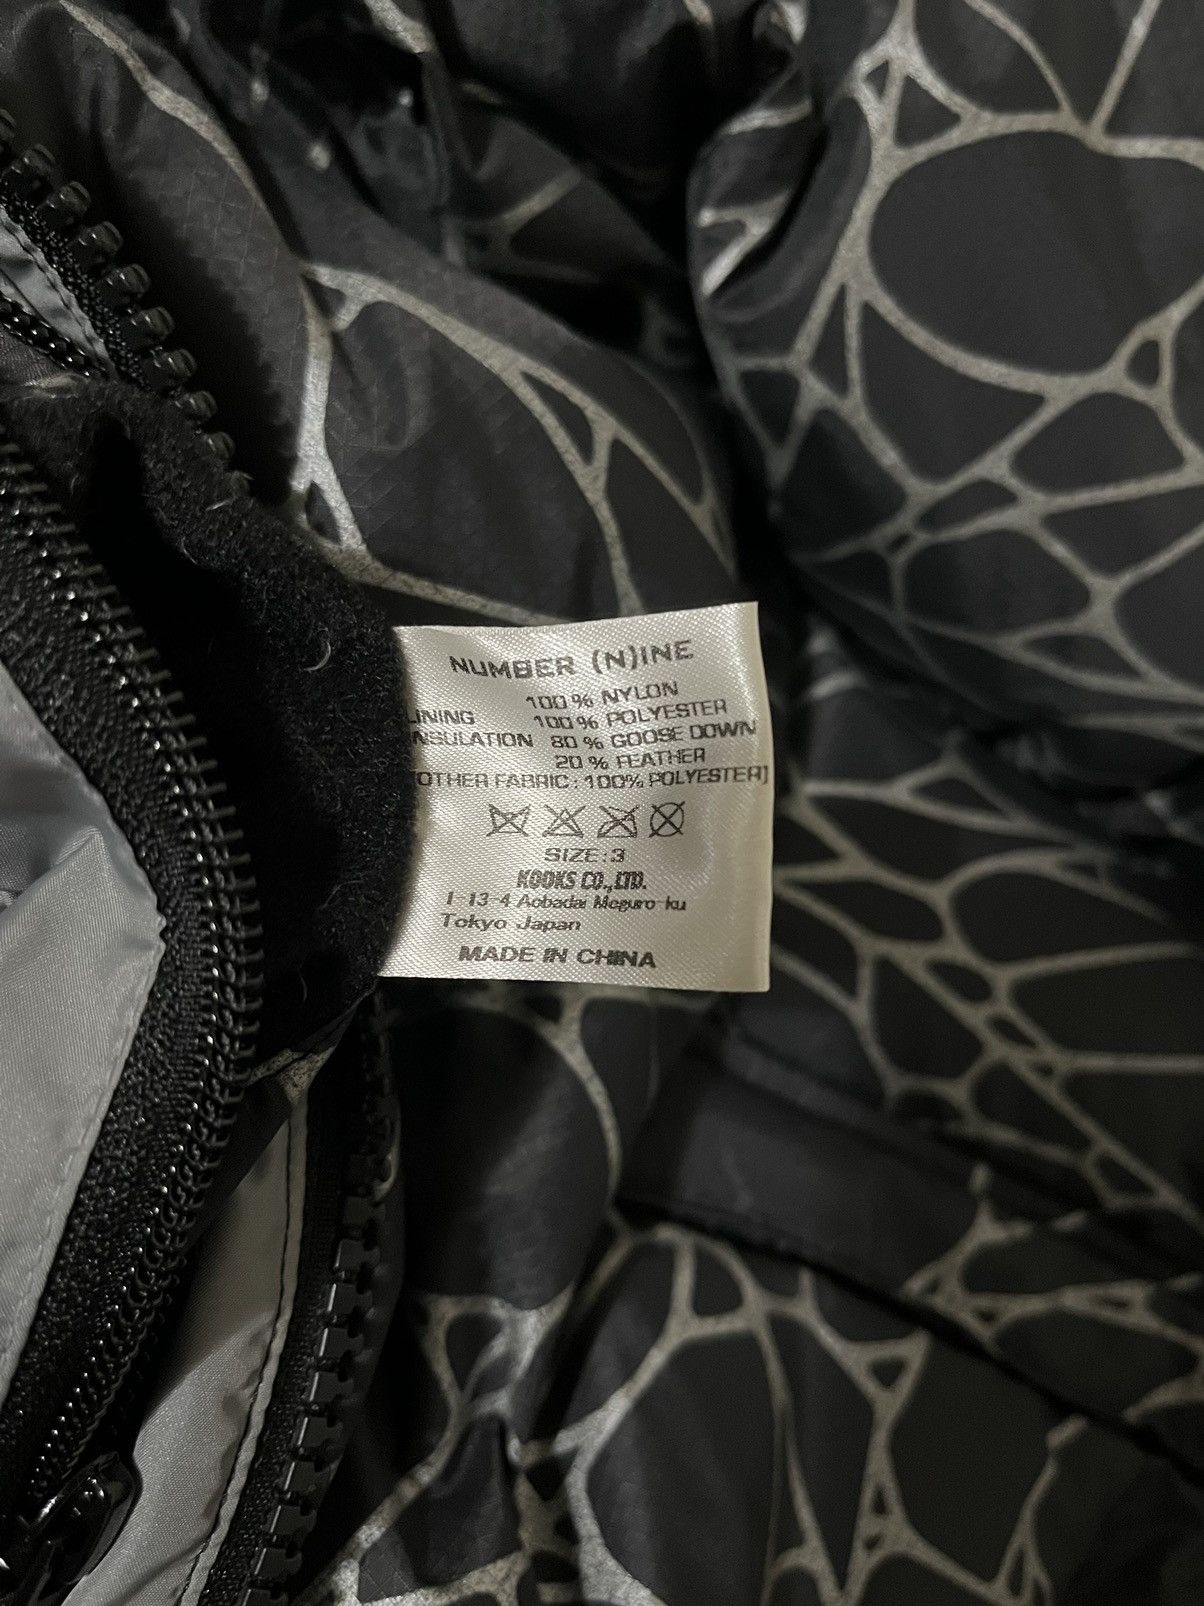 NUMBER (N)INE
100% NYLON
LINING 100% POLYESTER
INSULATION 80% GOOSE DOWN
20% FEATHER
[OTHER FABRIC : 100% POLYESTER]
SIZE : 3
KOOKS CO., LTD.
1-13-4 Aobadai Meguro-ku
Tokyo Japan
MADE IN CHINA